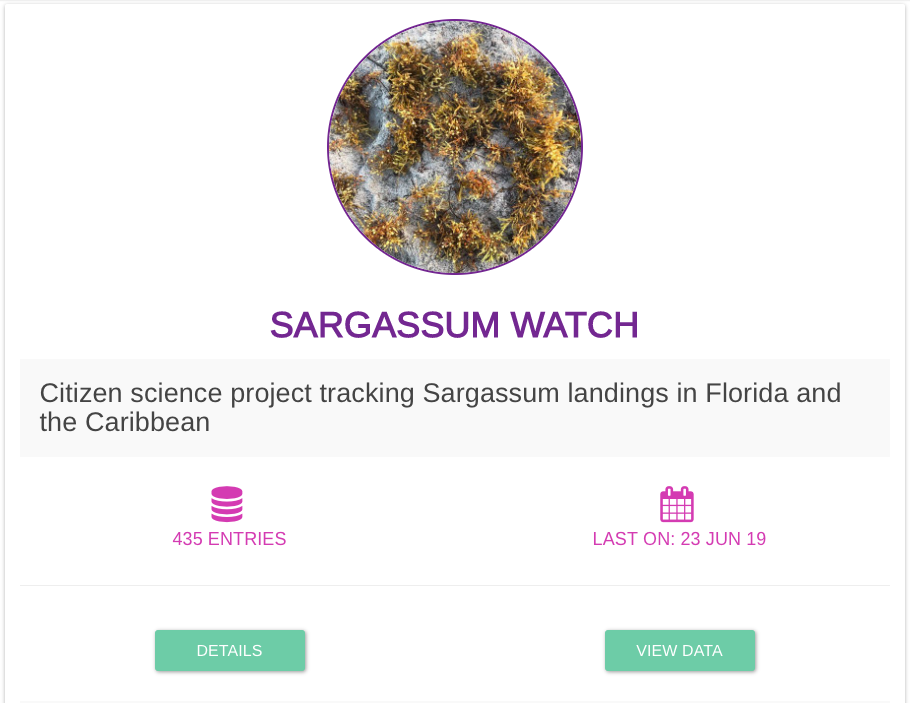 SARGASSUM WATCH
Citizen science project tracking Sargassum landings in Florida and
the Caribbean
435 ENTRIES
LAST ON: 23 JUN 19
DETAILS
VIEW DATA